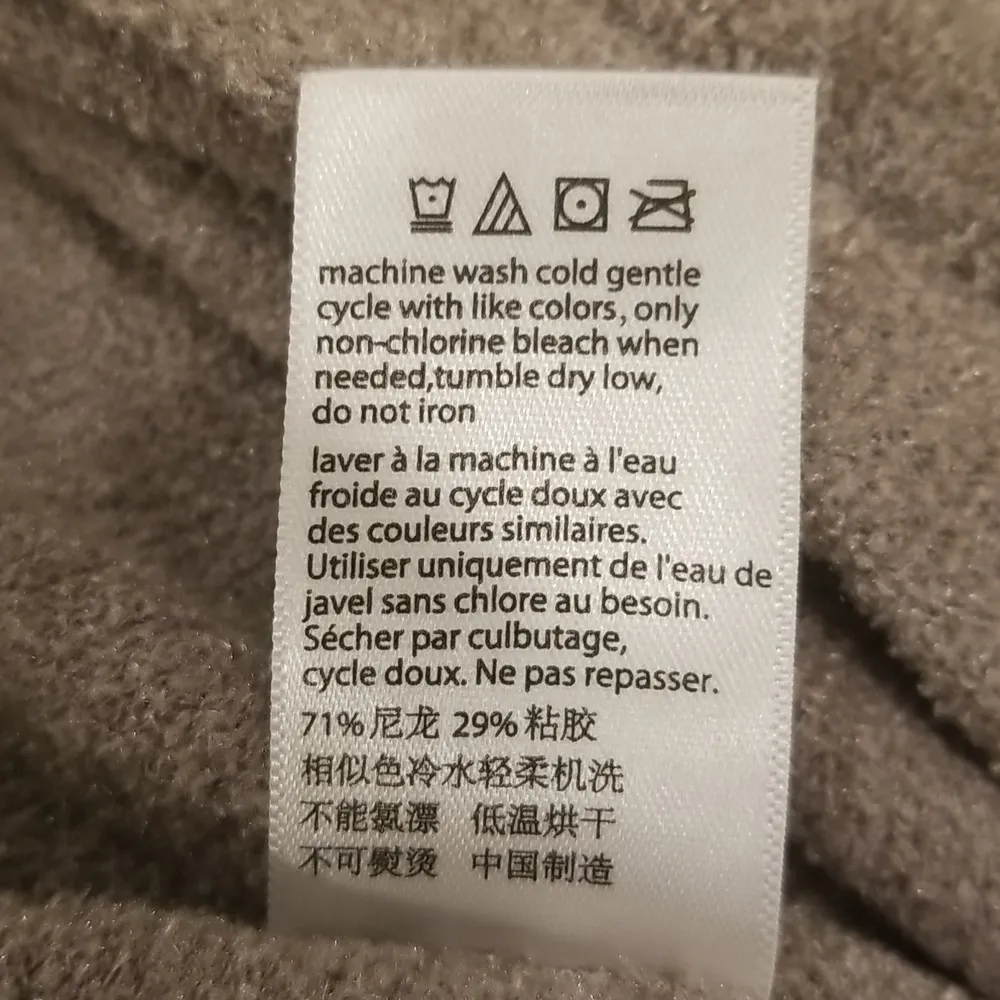 machine wash cold gentle
cycle with like colors, only
non-chlorine bleach when
needed,tumble dry low,
do not iron
laver à la machine à l'eau
froide au cycle doux avec
des couleurs similaires.
Utiliser uniquement de l'eau de
javel sans chlore au besoin.
Sécher par culbutage,
cycle doux. Ne pas repasser.
71%尼龙 29%粘胶
相似色冷水轻柔机洗
不能氯漂 低温烘干
不可熨烫 中国制造